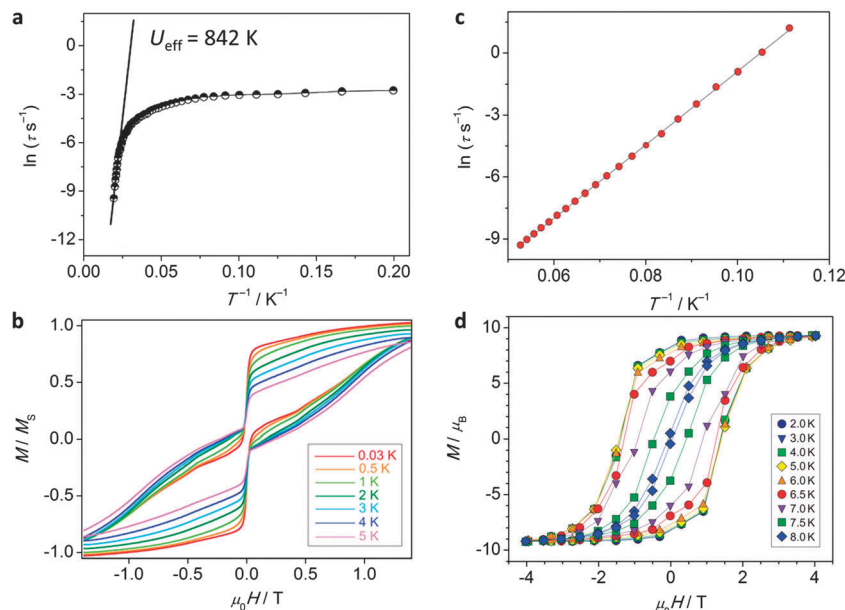 a
U_eff = 842 K
ln (τ s⁻¹)
0
-3
-6
-9
-12
0.00 0.05 0.10 0.15 0.20
T⁻¹ / K⁻¹
c
ln (τ s⁻¹)
0
-3
-6
-9
0.06 0.08 0.10 0.12
T⁻¹ / K⁻¹
b
M / M_S
1.0
0.5
0.0
-0.5
-1.0
0.03 K
0.5 K
1 K
2 K
3 K
4 K
5 K
-1.0 -0.5 0.0 0.5 1.0
μ₀H / T
d
M / μ_B
10
5
0
-5
-10
2.0 K
3.0 K
4.0 K
5.0 K
6.0 K
6.5 K
7.0 K
7.5 K
8.0 K
-4 -2 0 2 4
μ₀H / T